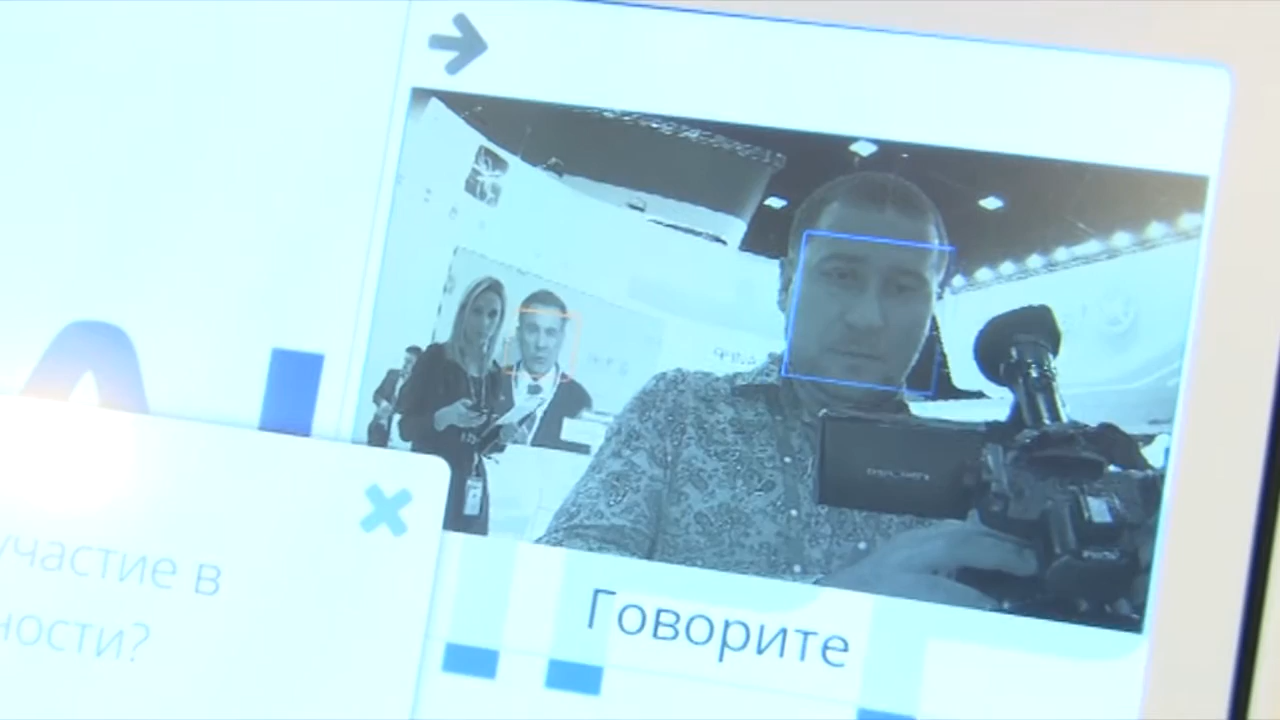 участие в
ности?
Говорите